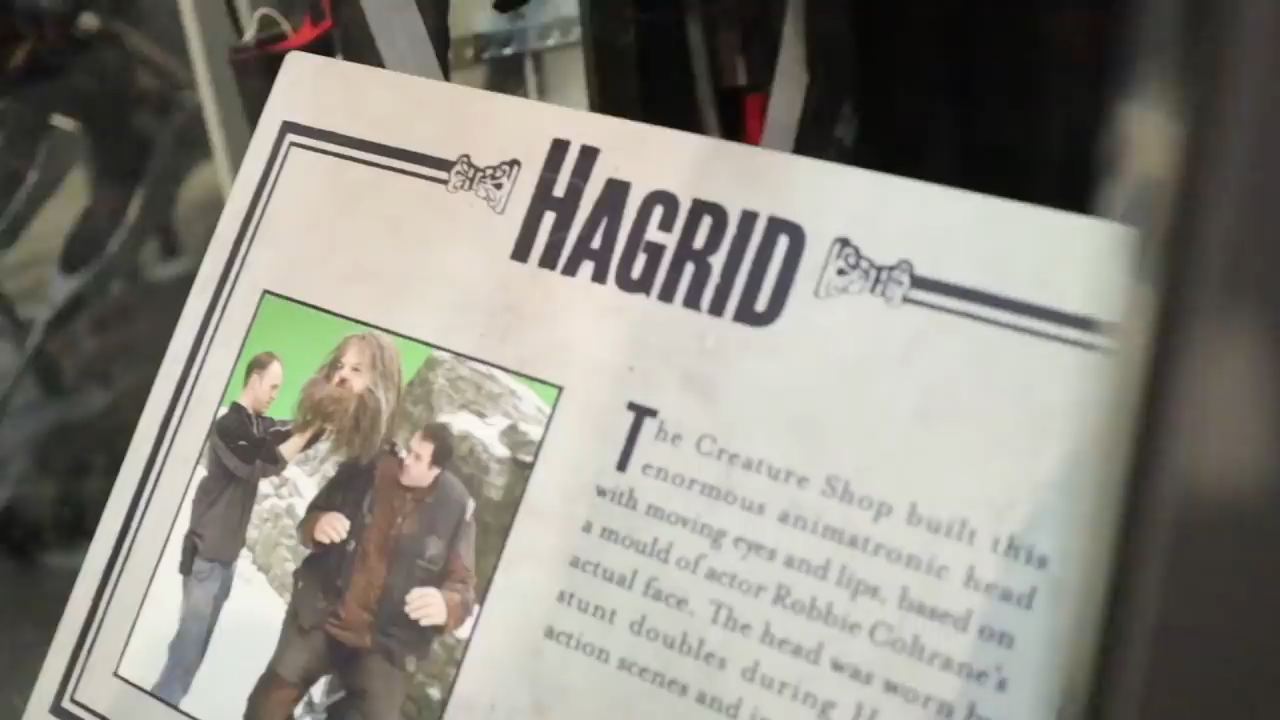 HAGRID
The Creature Shop built this
enormous animatronic head
with moving eyes and lips, based on
a mould of actor Robbie Coltrane's
actual face. The head was worn
stunt doubles during
action scenes and